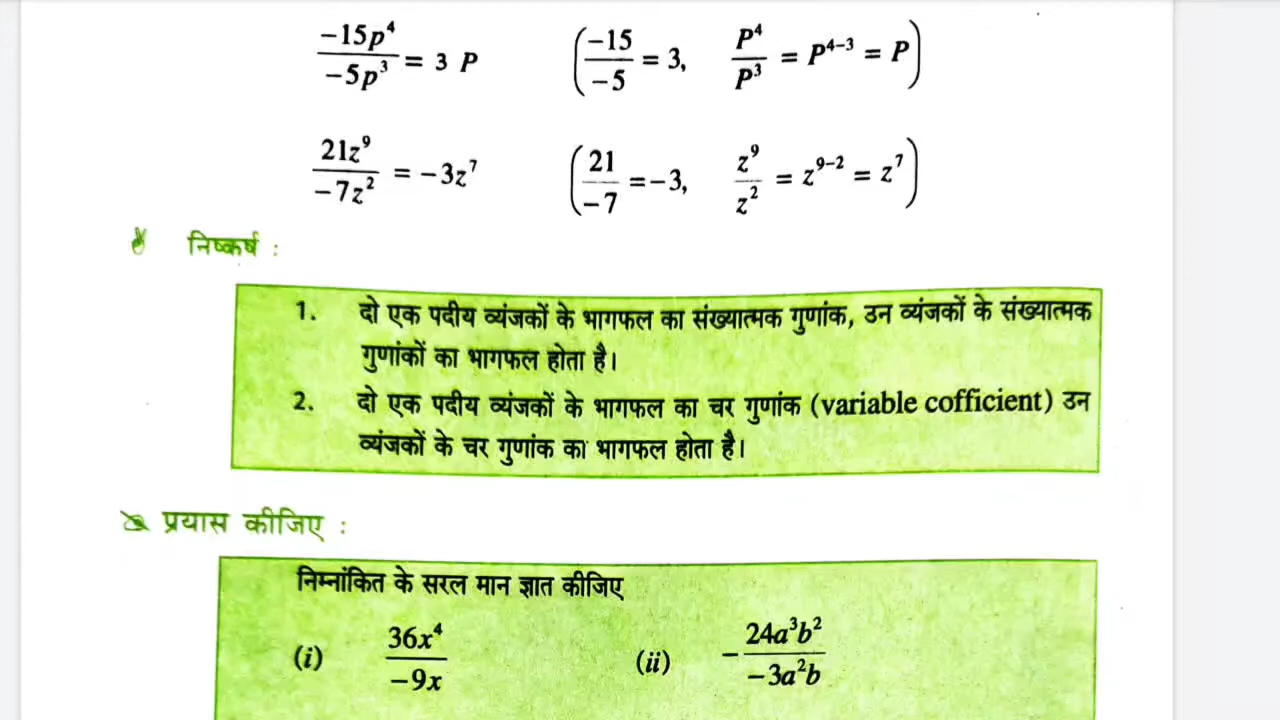 −15p⁴ / −5p³ = 3 P (−15 / −5 = 3, P⁴ / P³ = P⁴⁻³ = P)
21z⁹ / −7z² = −3z⁷ (21 / −7 = −3, z⁹ / z² = z⁹⁻² = z⁷)
निष्कर्ष :
1. दो एक पदीय व्यंजकों के भागफल का संख्यात्मक गुणांक, उन व्यंजकों के संख्यात्मक
गुणांकों का भागफल होता है।
2. दो एक पदीय व्यंजकों के भागफल का चर गुणांक (variable cofficient) उन
व्यंजकों के चर गुणांक का भागफल होता है।
प्रयास कीजिए :
निम्नांकित के सरल मान ज्ञात कीजिए
(i) 36x⁴ / −9x (ii) − 24a³b² / −3a²b